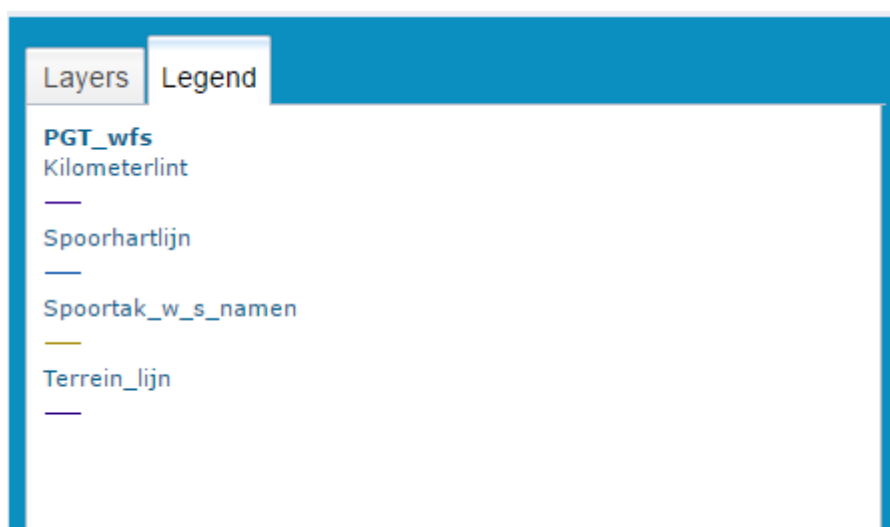 Layers Legend
PGT_wfs
Kilometerlint
Spoorhartlijn
Spoortak_w_s_namen
Terrein_lijn